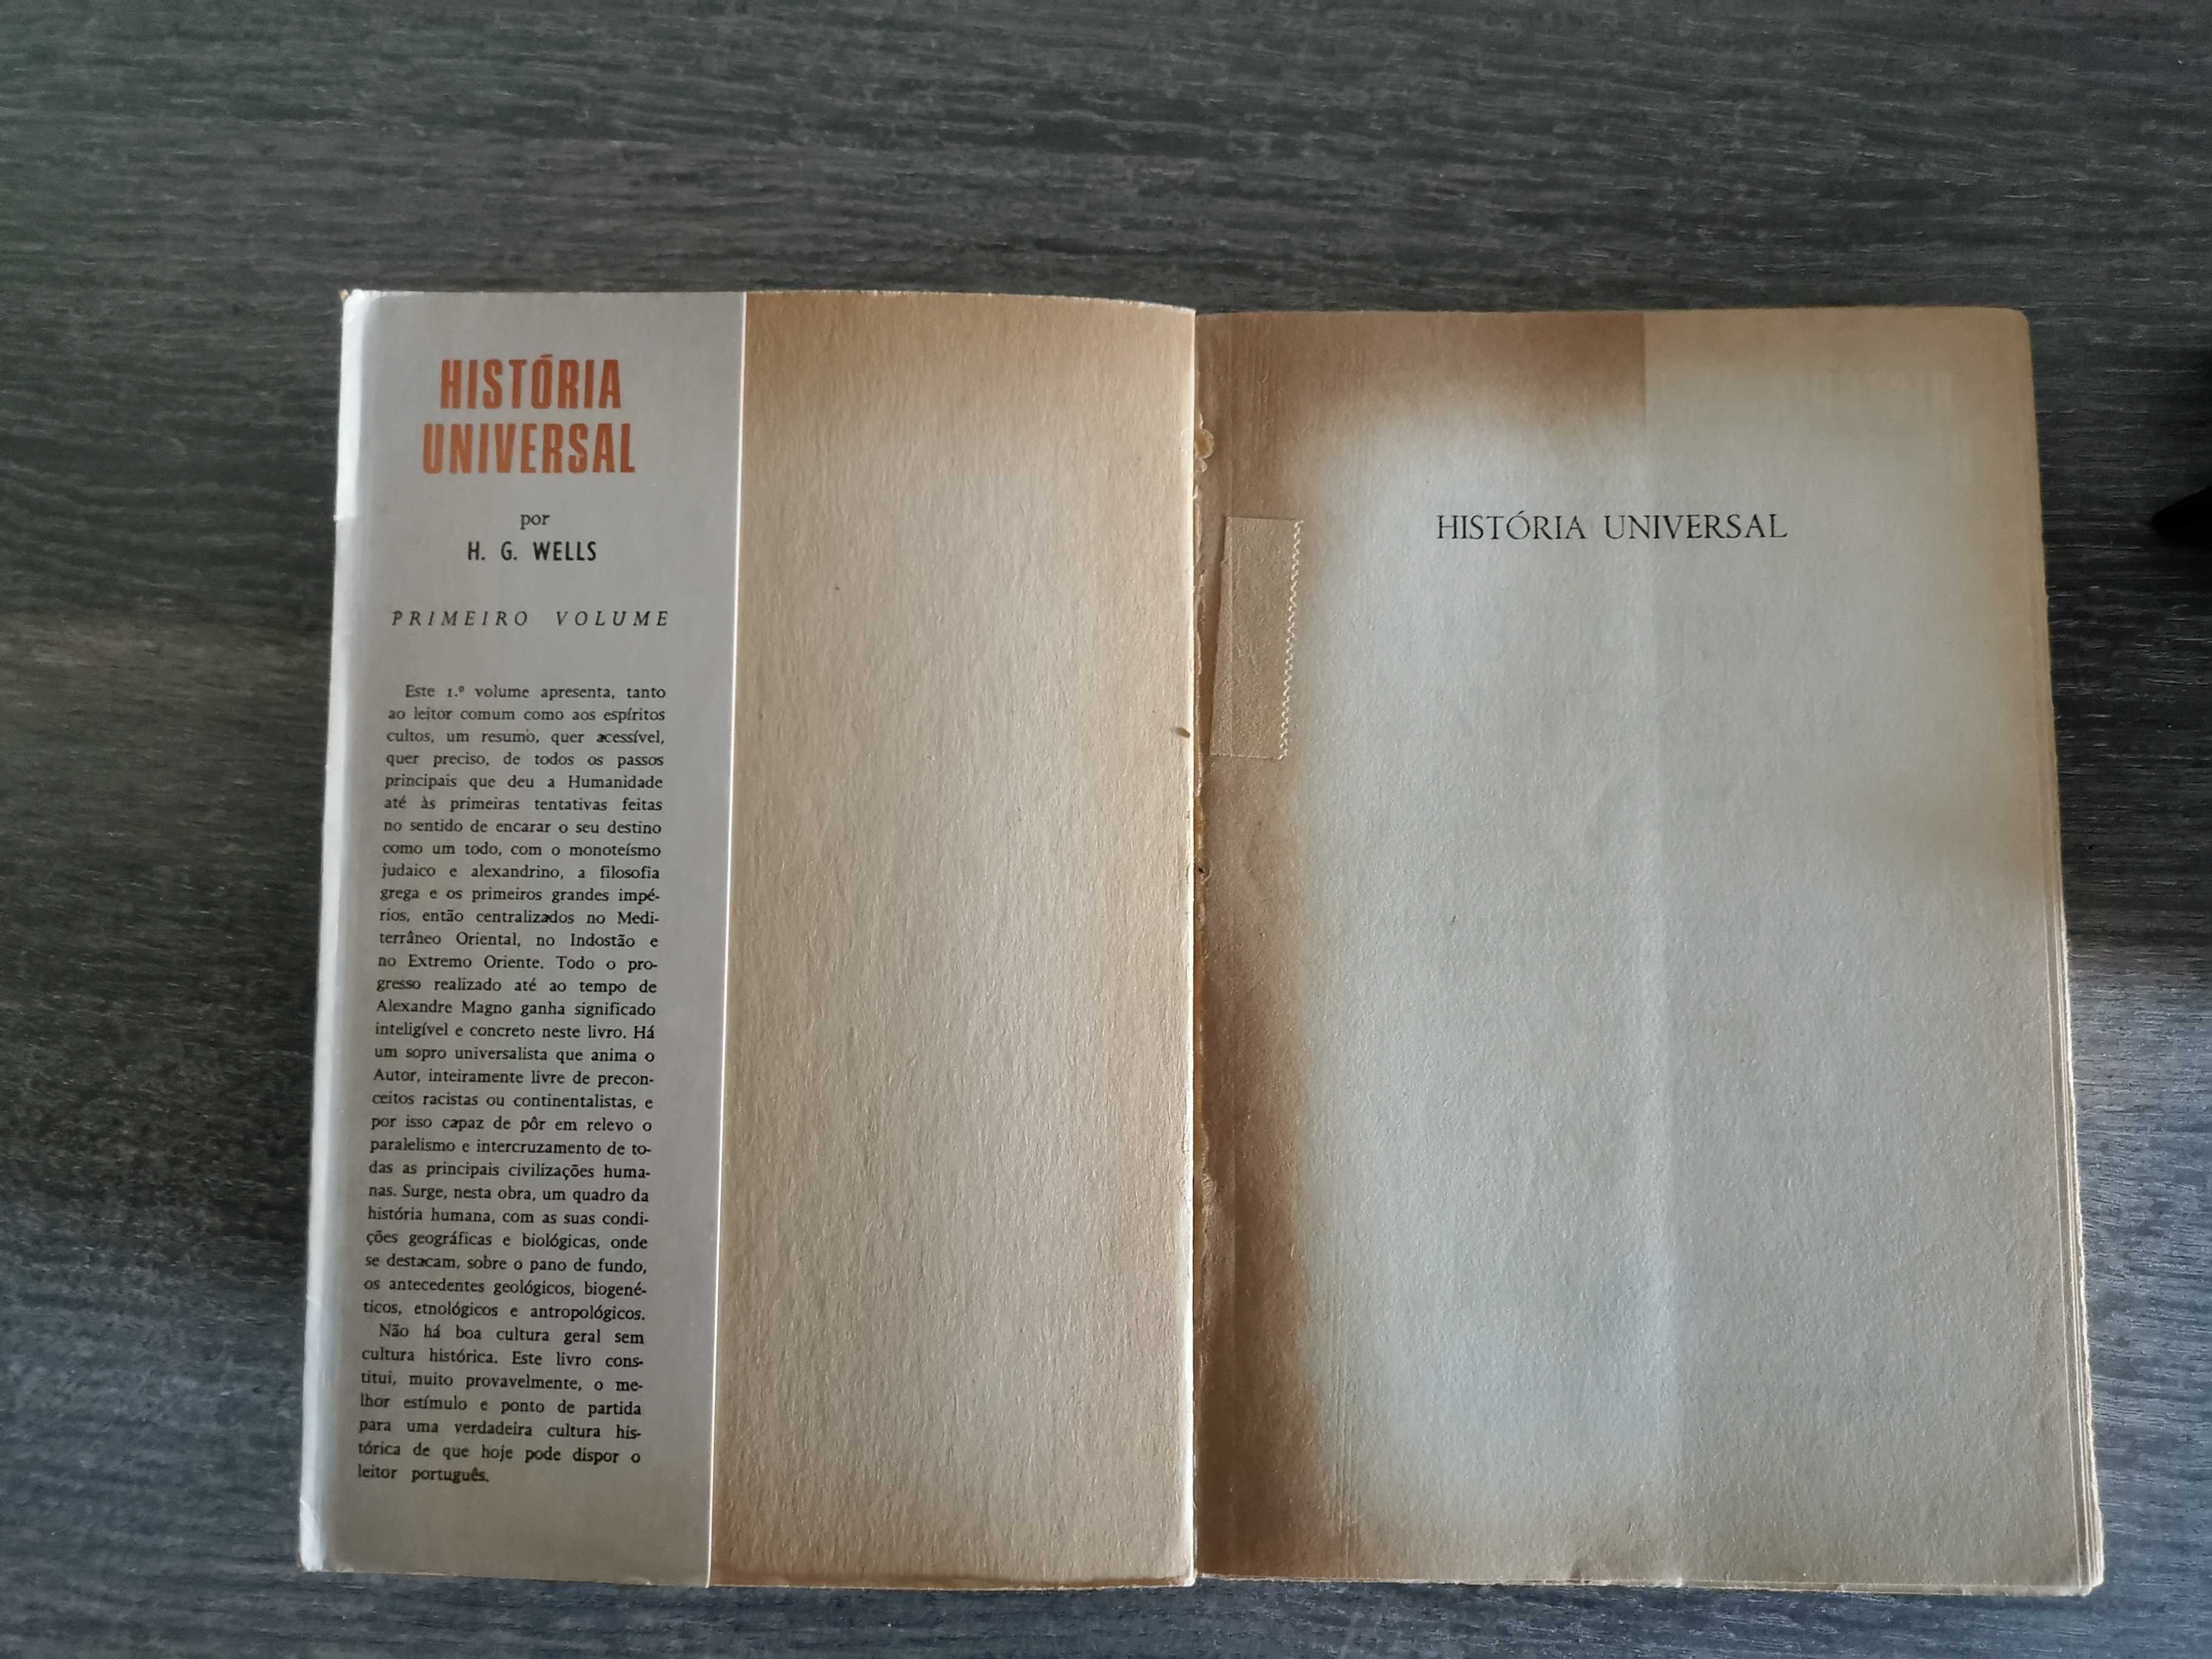 HISTÓRIA
UNIVERSAL
por
H. G. WELLS
PRIMEIRO VOLUME
Este 1.º volume apresenta, tanto
ao leitor comum como aos espíritos
cultos, um resumo, quer acessível,
quer preciso, de todos os passos
principais que deu a Humanidade
até às primeiras tentativas feitas
no sentido de encarar o seu destino
como um todo, com o monoteísmo
judaico e alexandrino, a filosofia
grega e os primeiros grandes impé-
rios, então centralizados no Medi-
terrâneo Oriental, no Indostão e
no Extremo Oriente. Todo o pro-
gresso realizado até ao tempo de
Alexandre Magno ganha significado
inteligível e concreto neste livro. Há
um sopro universalista que anima o
Autor, inteiramente livre de precon-
ceitos racistas ou continentalistas, e
por isso capaz de pôr em relevo o
paralelismo e intercruzamento de to-
das as principais civilizações huma-
nas. Surge, nesta obra, um quadro da
história humana, com as suas condi-
ções geográficas e biológicas, onde
se destacam, sobre o pano de fundo,
os antecedentes geológicos, biogené-
ticos, etnológicos e antropológicos.
Não há boa cultura geral sem
cultura histórica. Este livro cons-
titui, muito provavelmente, o me-
lhor estímulo e ponto de partida
para uma verdadeira cultura his-
tórica de que hoje pode dispor o
leitor português.
HISTÓRIA UNIVERSAL